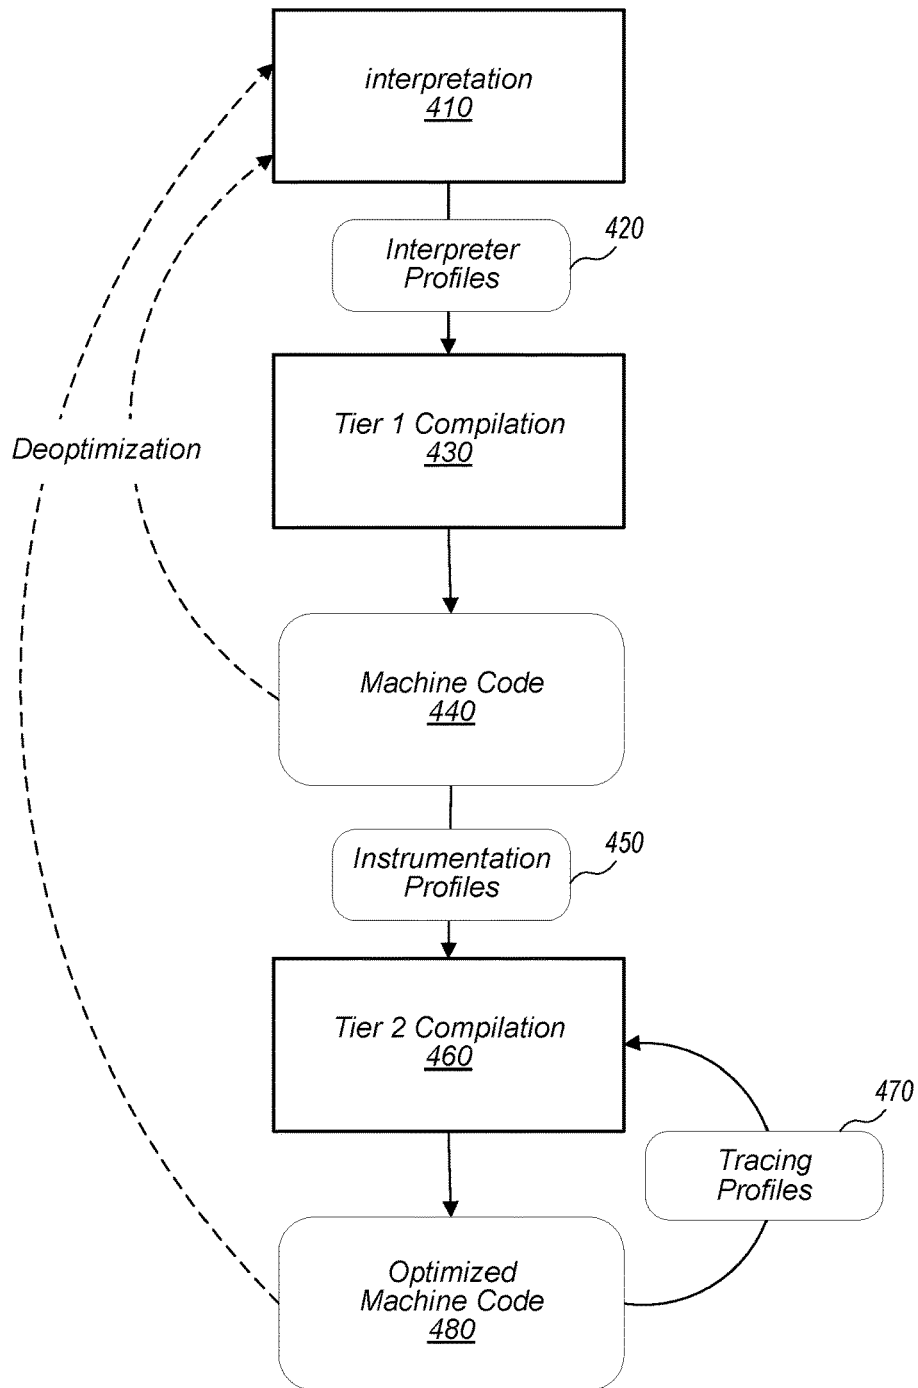 interpretation
410
420
Interpreter
Profiles
Tier 1 Compilation
430
Deoptimization
Machine Code
440
450
Instrumentation
Profiles
Tier 2 Compilation
460
470
Tracing
Profiles
Optimized
Machine Code
480